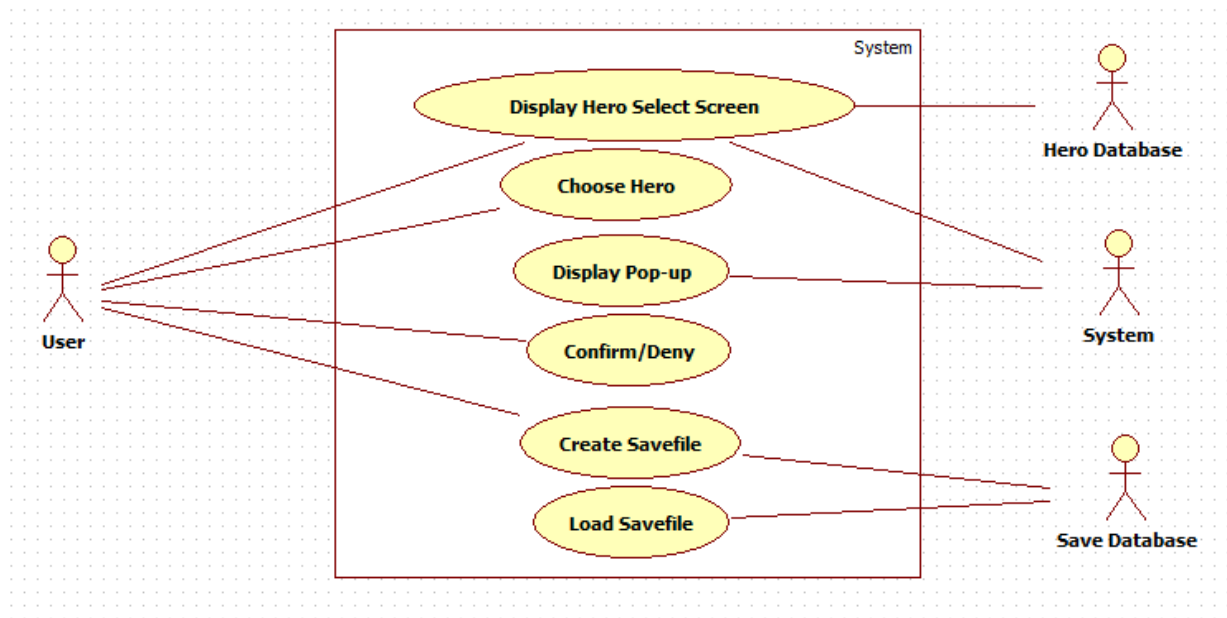 System
Display Hero Select Screen
Hero Database
Choose Hero
Display Pop-up
User
System
Confirm/Deny
Create Savefile
Load Savefile
Save Database